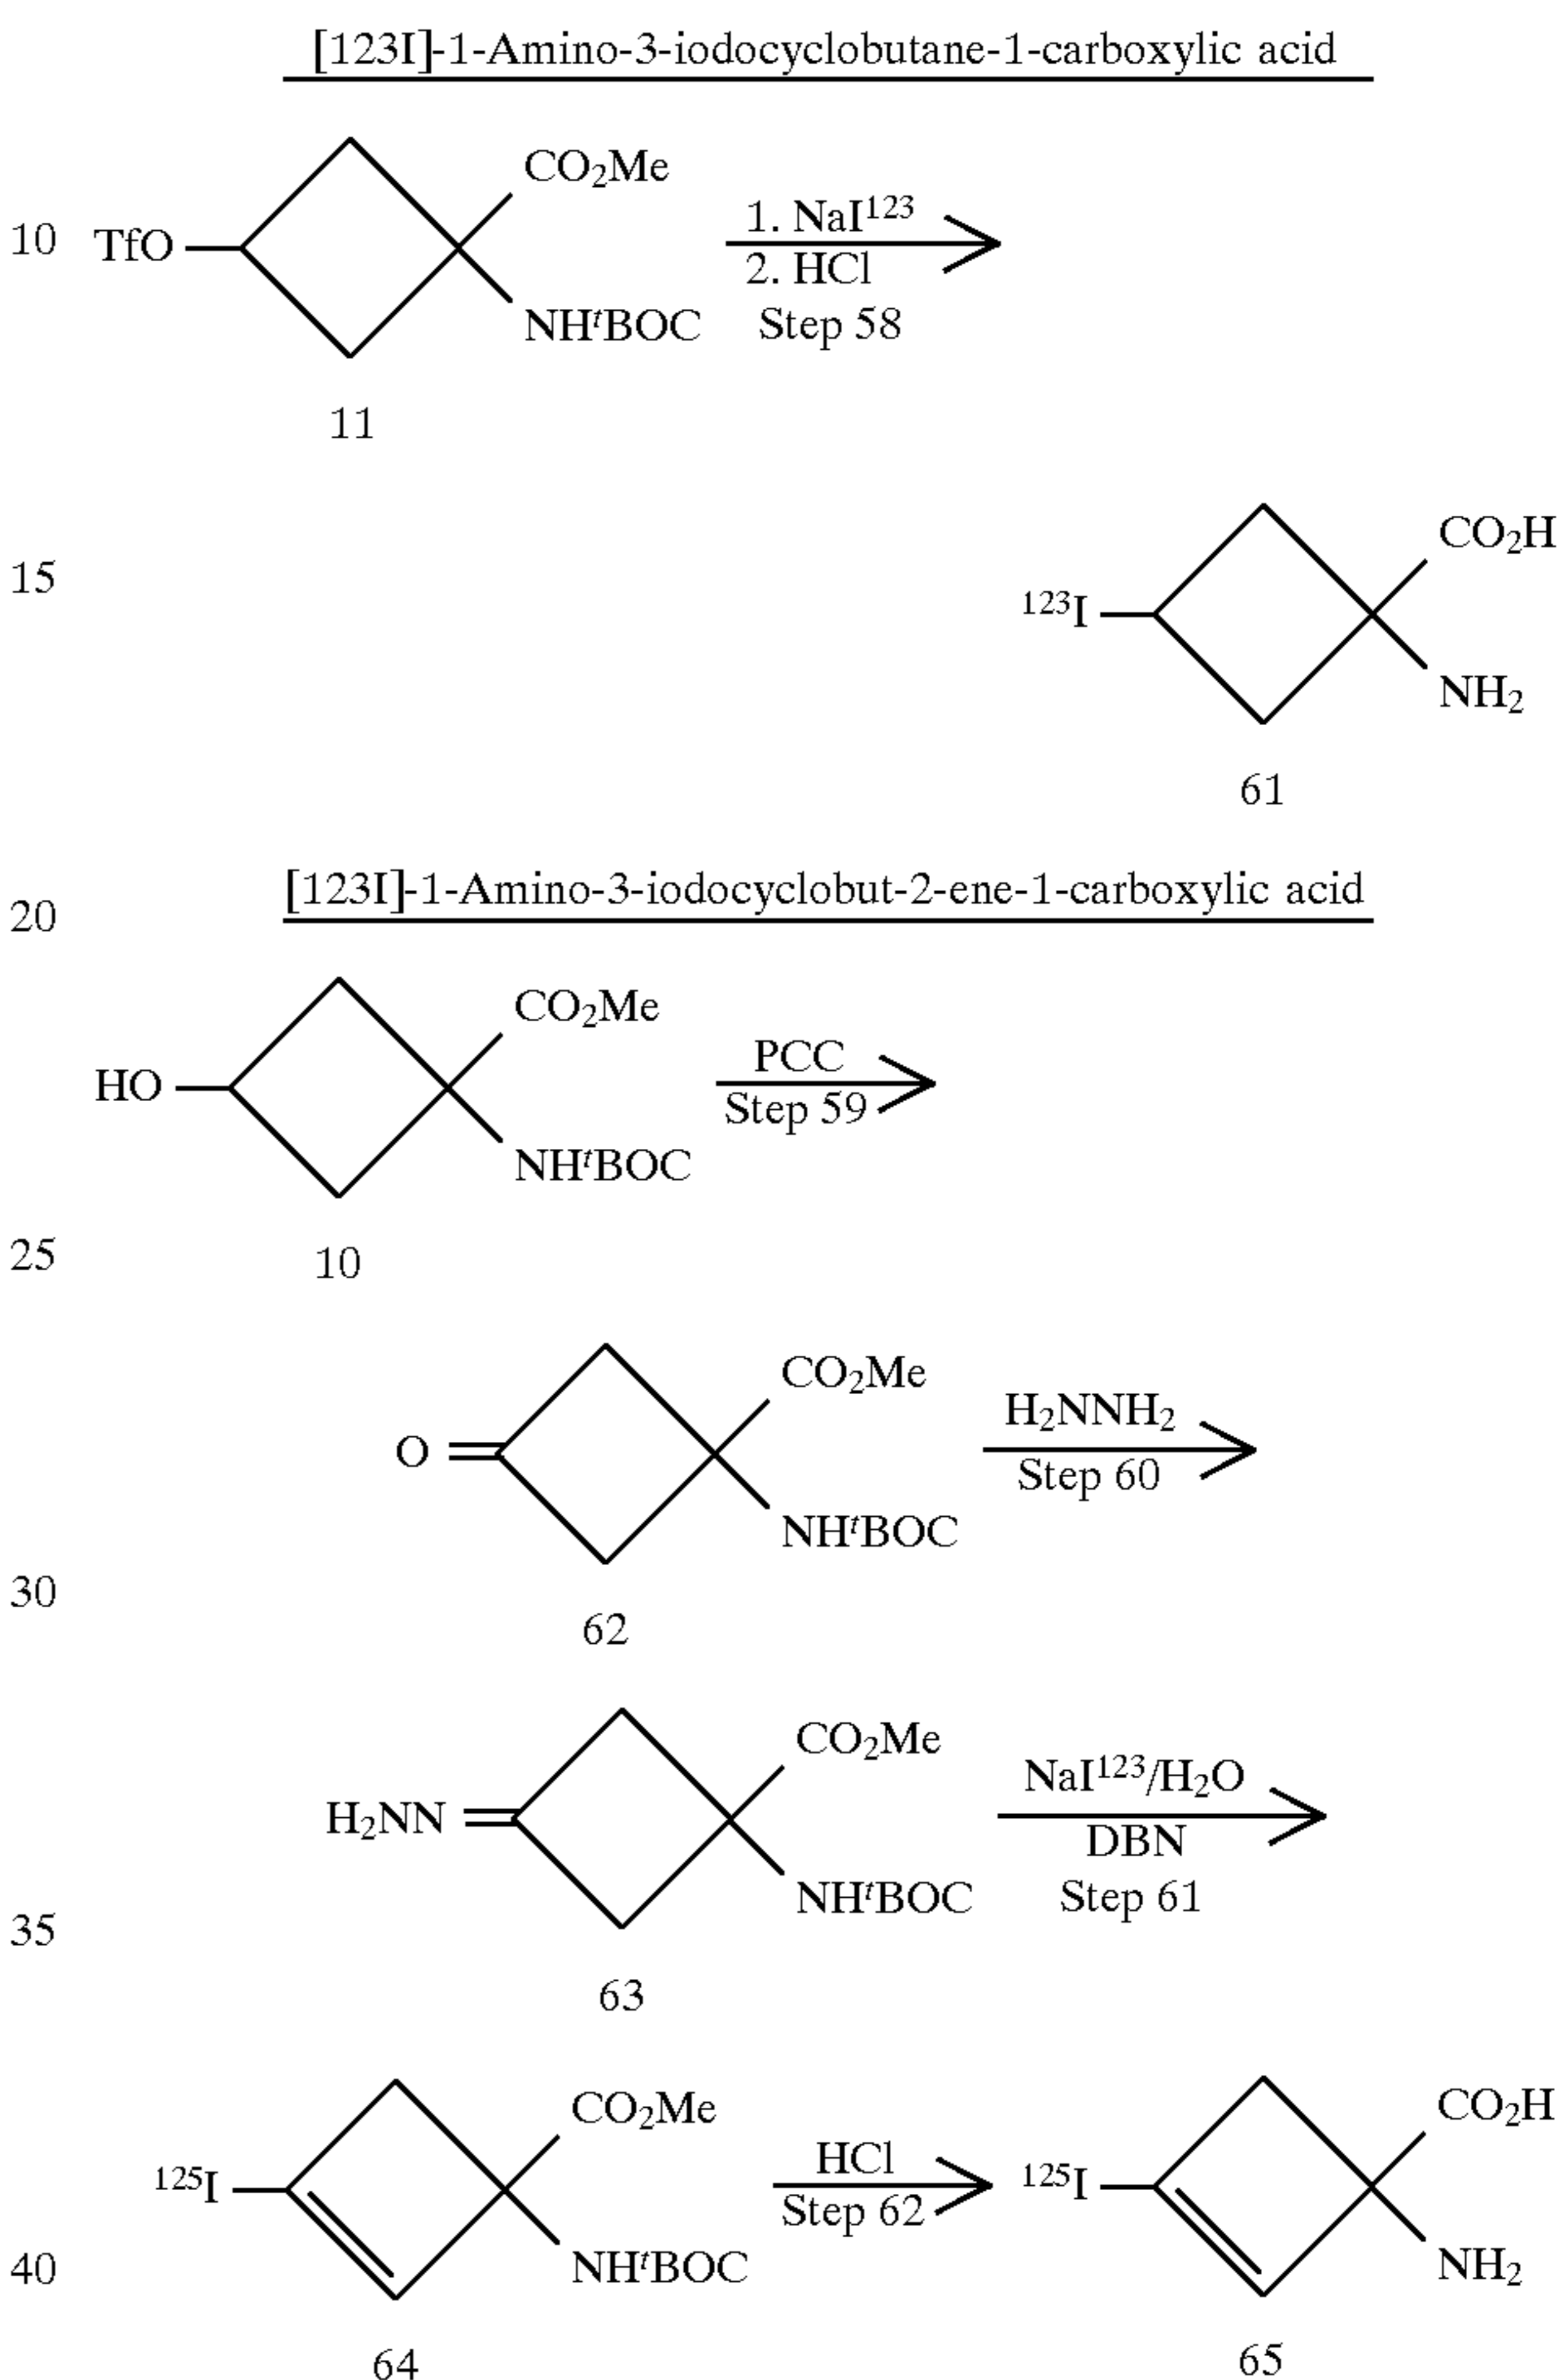 [123I]-1-Amino-3-iodocyclobutane-1-carboxylic acid
CO₂Me
10
TfO
1. NaI¹²³
2. HCl
NHᵗBOC
Step 58
11
CO₂H
15
¹²³I
NH₂
61
[123I]-1-Amino-3-iodocyclobut-2-ene-1-carboxylic acid
20
CO₂Me
HO
PCC
Step 59
NHᵗBOC
25
10
CO₂Me
O
H₂NNH₂
Step 60
NHᵗBOC
30
62
CO₂Me
H₂NN
NaI¹²³/H₂O
DBN
Step 61
NHᵗBOC
35
63
CO₂Me
¹²⁵I
HCl
Step 62
NHᵗBOC
CO₂H
¹²⁵I
NH₂
40
64
65